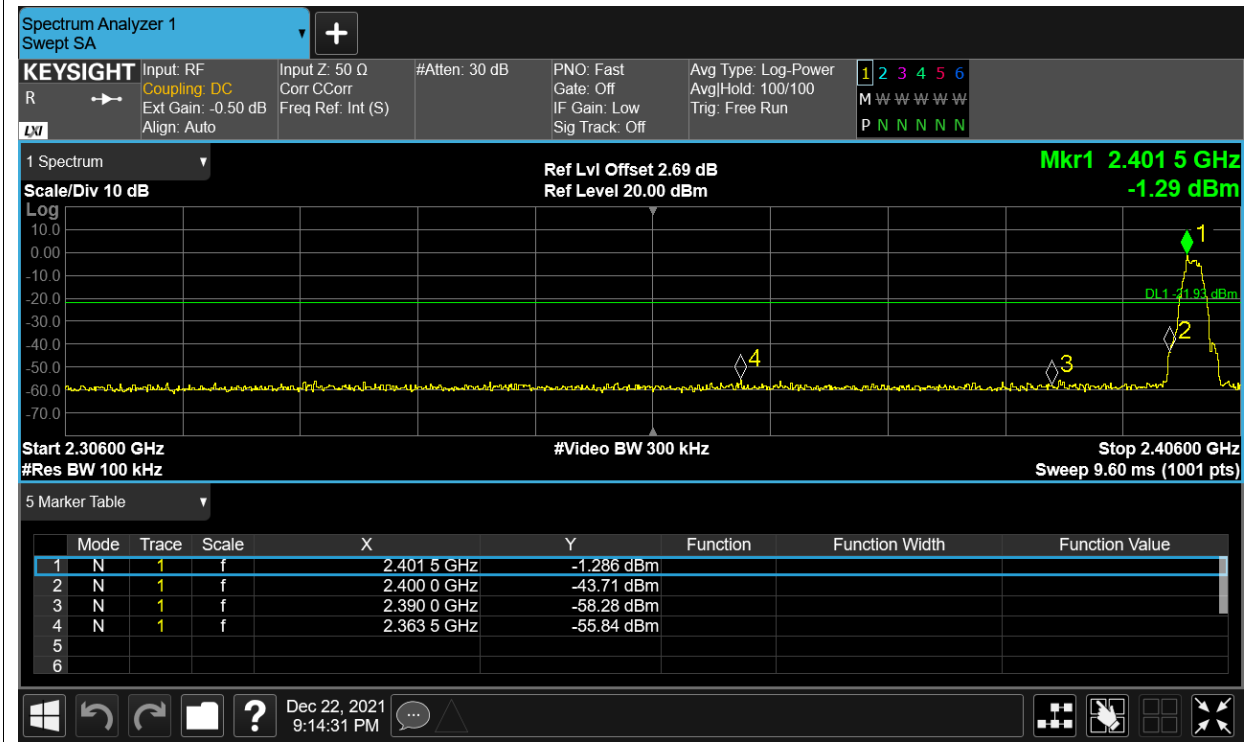 Spectrum Analyzer 1
Swept SA
+
KEYSIGHT Input: RF Input Z: 50 Ω #Atten: 30 dB PNO: Fast Avg Type: Log-Power 1 2 3 4 5 6
R Coupling: DC Corr CCorr Gate: Off Avg|Hold: 100/100 M W W W W W
Ext Gain: -0.50 dB Freq Ref: Int (S) IF Gain: Low Trig: Free Run
LXI Align: Auto Sig Track: Off P N N N N N
1 Spectrum Ref Lvl Offset 2.69 dB Mkr1 2.401 5 GHz
Scale/Div 10 dB Ref Level 20.00 dBm -1.29 dBm
Log
10.0 1
0.00
-10.0
-20.0 DL1 -21.93 dBm
-30.0
-40.0 2
-50.0 4 3
-60.0
-70.0
Start 2.30600 GHz #Video BW 300 kHz Stop 2.40600 GHz
#Res BW 100 kHz Sweep 9.60 ms (1001 pts)
5 Marker Table
Mode Trace Scale X Y Function Function Width Function Value
1 N 1 f 2.401 5 GHz -1.286 dBm
2 N 1 f 2.400 0 GHz -43.71 dBm
3 N 1 f 2.390 0 GHz -58.28 dBm
4 N 1 f 2.363 5 GHz -55.84 dBm
5
6
? Dec 22, 2021
9:14:31 PM